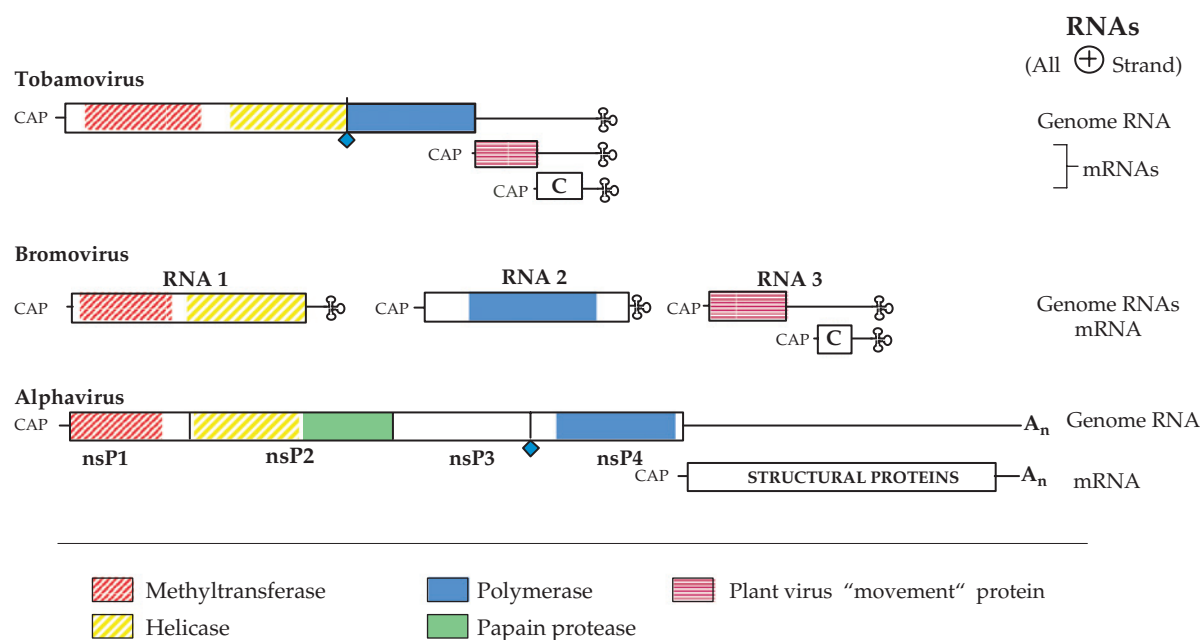 RNAs
(All + Strand)
Tobamovirus
CAP Genome RNA
CAP mRNAs
CAP C
Bromovirus
RNA 1 RNA 2 RNA 3
CAP CAP CAP Genome RNAs
CAP C mRNA
Alphavirus
CAP An Genome RNA
nsP1 nsP2 nsP3 nsP4
CAP STRUCTURAL PROTEINS An mRNA
Methyltransferase Polymerase Plant virus “movement“ protein
Helicase Papain protease